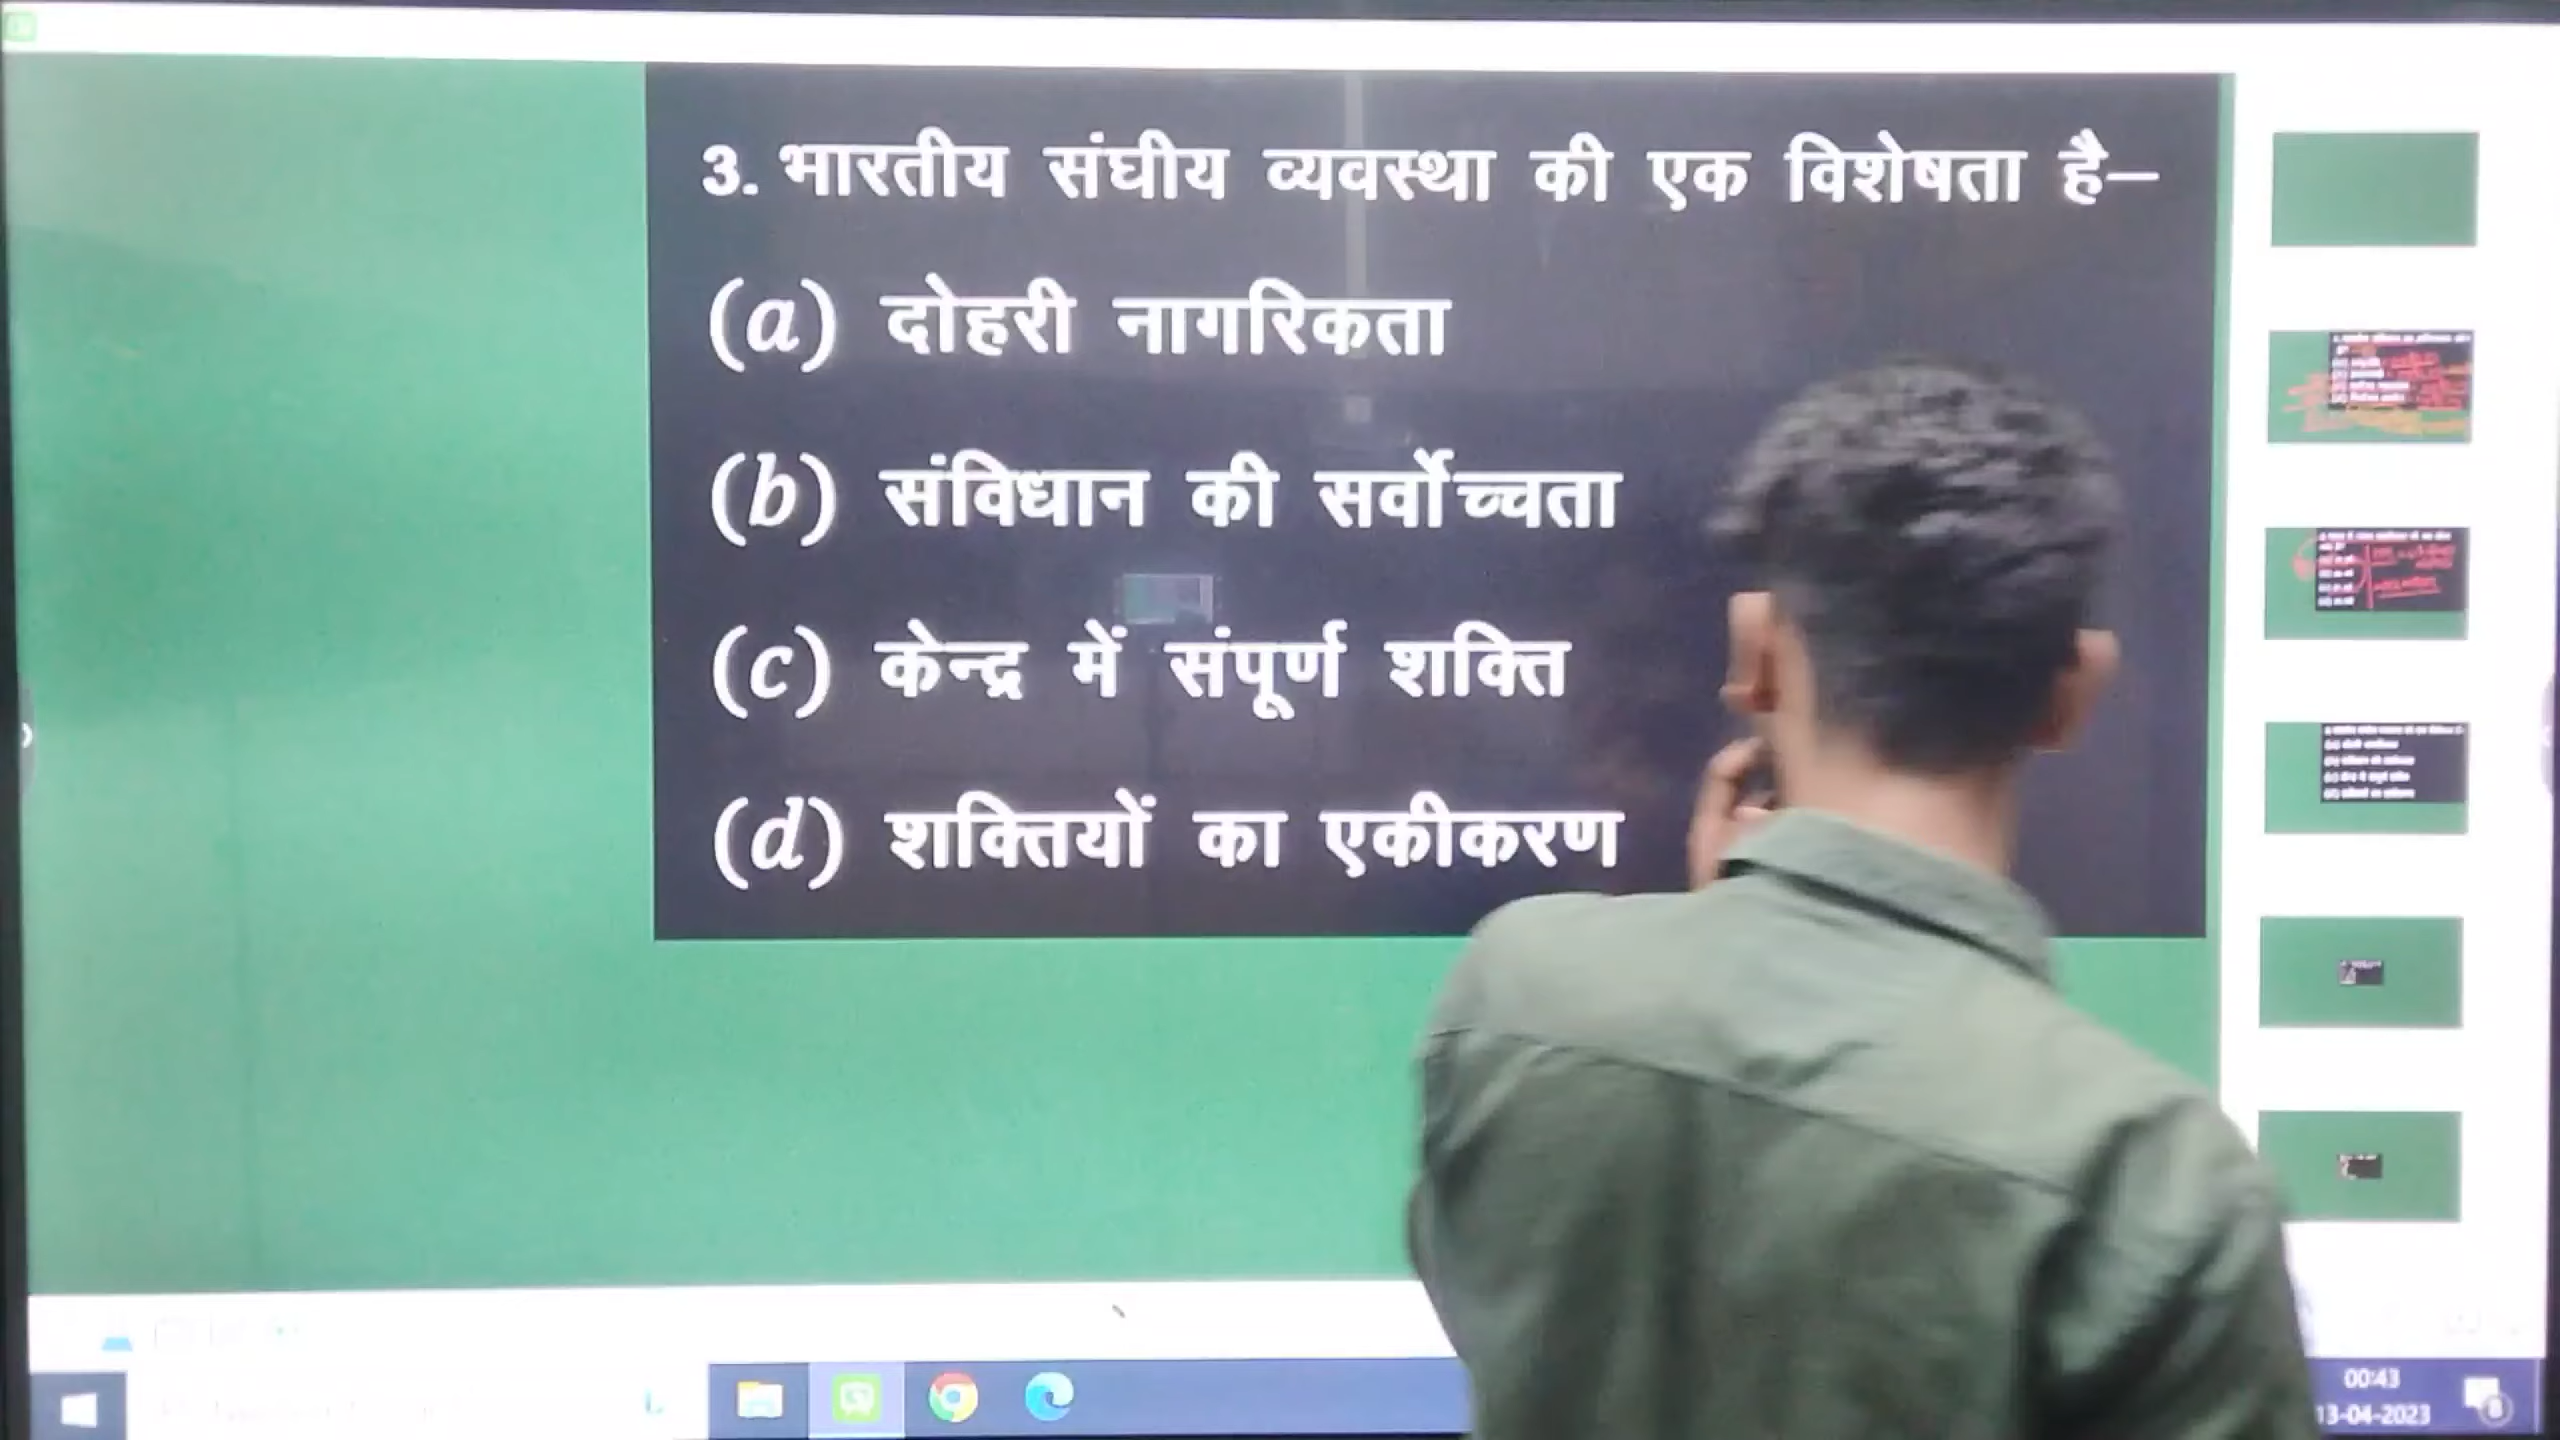 3. भारतीय संघीय व्यवस्था की एक विशेषता है–
(a) दोहरी नागरिकता
(b) संविधान की सर्वोच्चता
(c) केन्द्र में संपूर्ण शक्ति
(d) शक्तियों का एकीकरण
00:43
13-04-2023
8